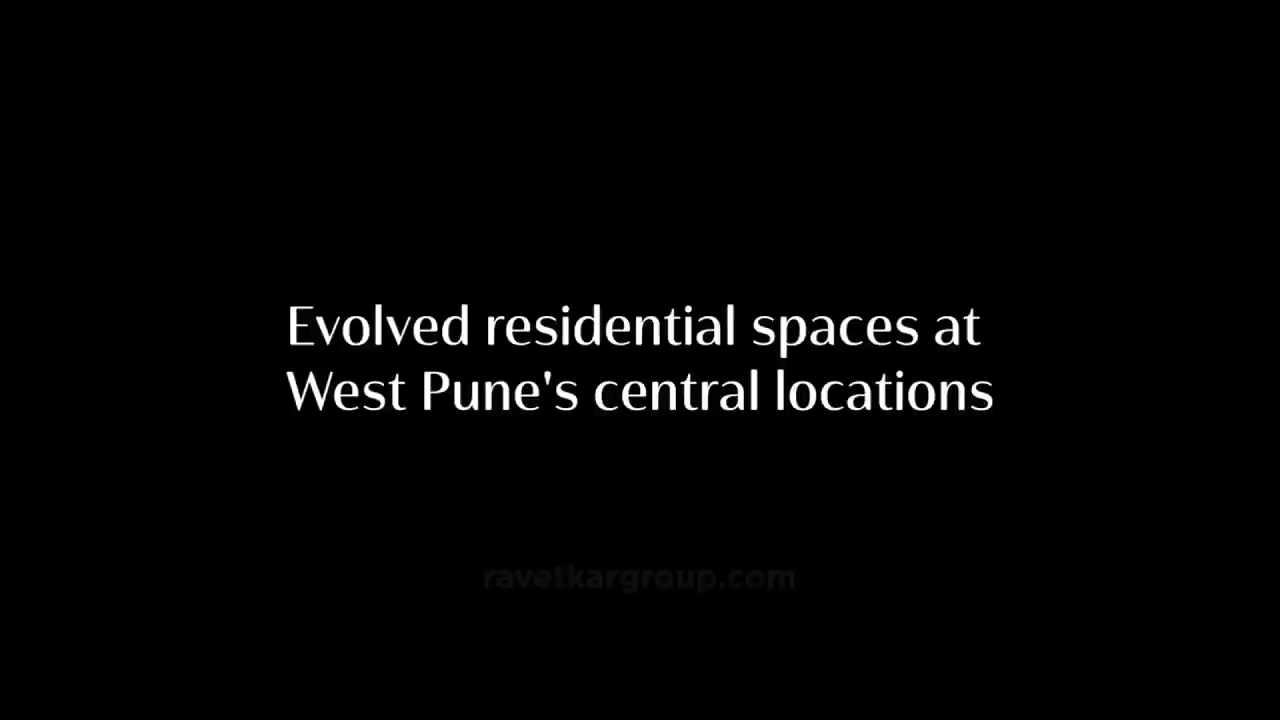 Evolved residential spaces at
West Pune's central locations
ravetkargroup.com